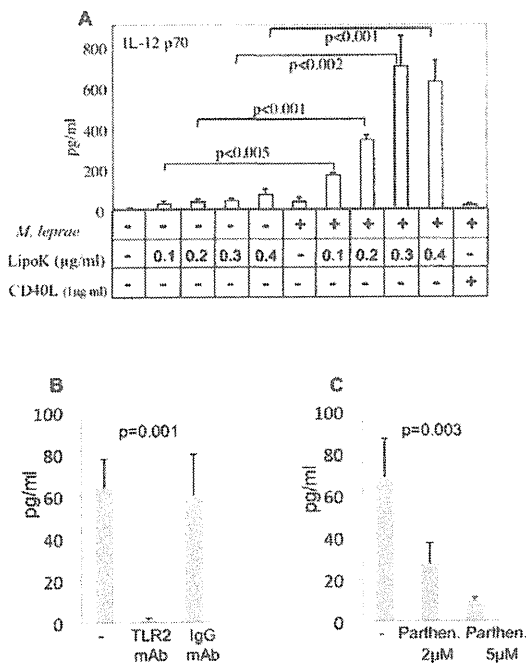 A
IL-12 p70
800
600
400
200
0
pg/ml
p<0.001
p<0.002
p<0.001
p<0.005
M. leprae - - - - - + + + + + +
LipoK (µg/ml) - 0.1 0.2 0.3 0.4 - 0.1 0.2 0.3 0.4 -
CD40L (1µg/ml) - - - - - - - - - - +
B
100
80
60
40
20
0
pg/ml
p=0.001
- TLR2 IgG
mAb mAb
C
100
80
60
40
20
0
pg/ml
p=0.003
- Parthen. Parthen.
2µM 5µM